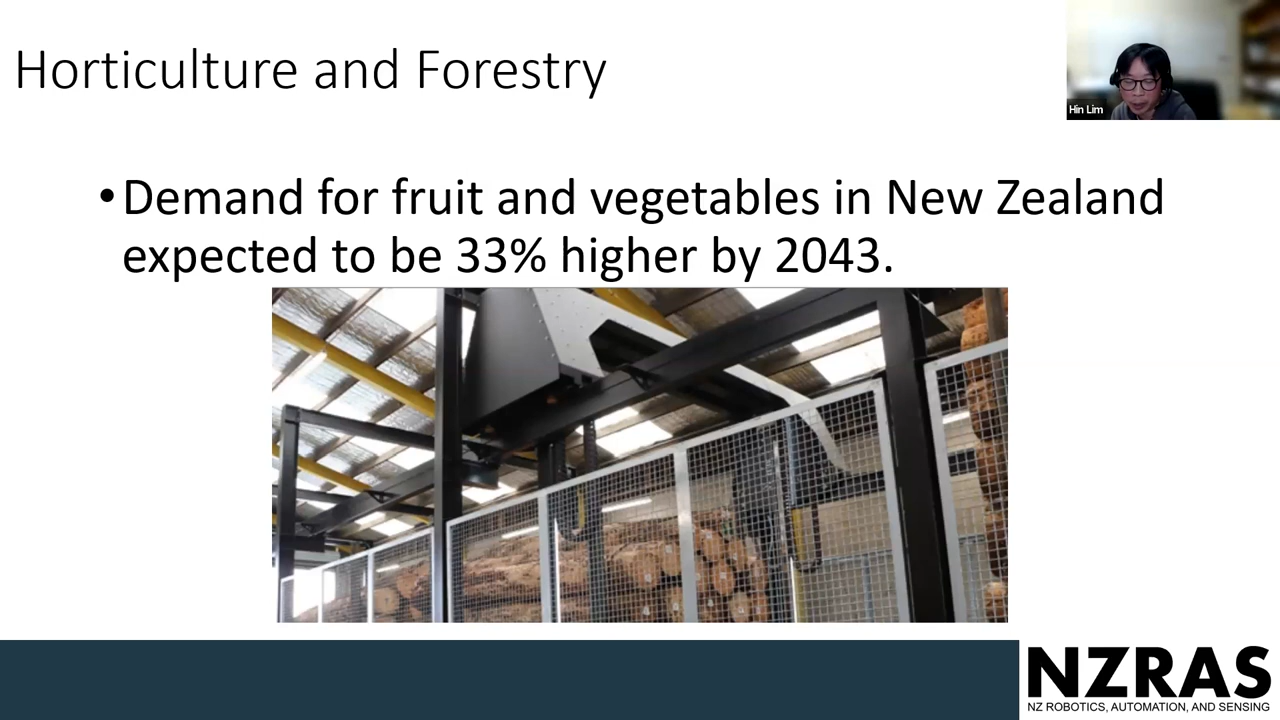 Horticulture and Forestry
Hin Lim
•Demand for fruit and vegetables in New Zealand
expected to be 33% higher by 2043.
NZRAS
NZ ROBOTICS, AUTOMATION, AND SENSING